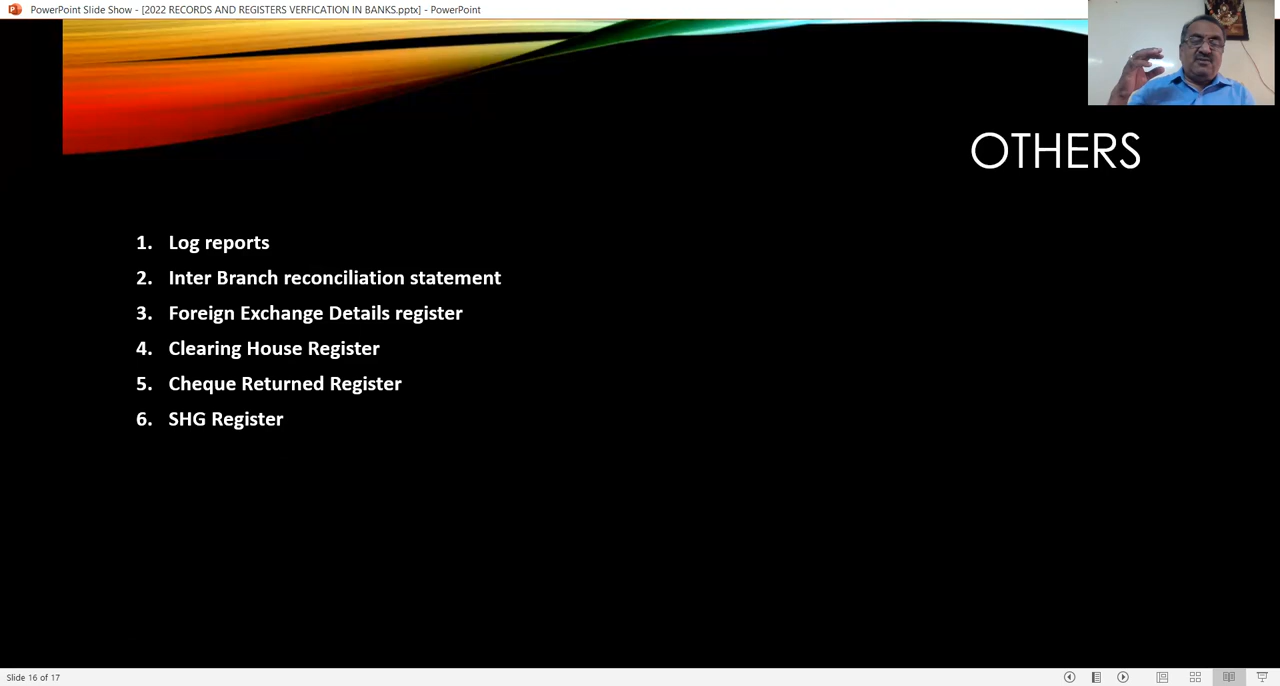 PowerPoint Slide Show - [2022 RECORDS AND REGISTERS VERFICATION IN BANKS.pptx] - PowerPoint
OTHERS
1. Log reports
2. Inter Branch reconciliation statement
3. Foreign Exchange Details register
4. Clearing House Register
5. Cheque Returned Register
6. SHG Register
Slide 16 of 17